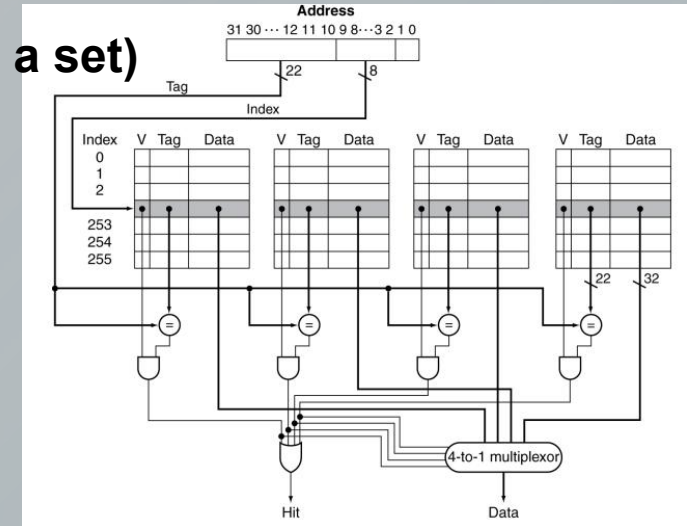 a set)
Address
31 30 ··· 12 11 10 9 8···3 2 1 0
22
8
Tag
Index
Index V Tag Data V Tag Data V Tag Data V Tag Data
0
1
2
253
254
255
22
32
= = = =
4-to-1 multiplexor
Hit
Data